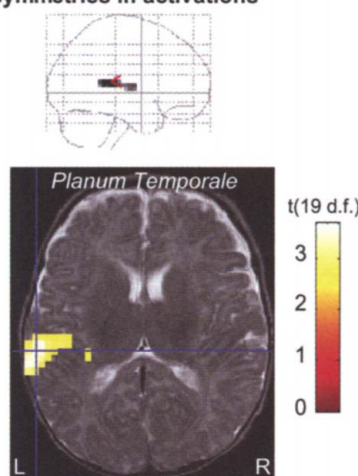 symmetries in activations
Planum Temporale
t(19 d.f.)
3
2
1
0
L
R